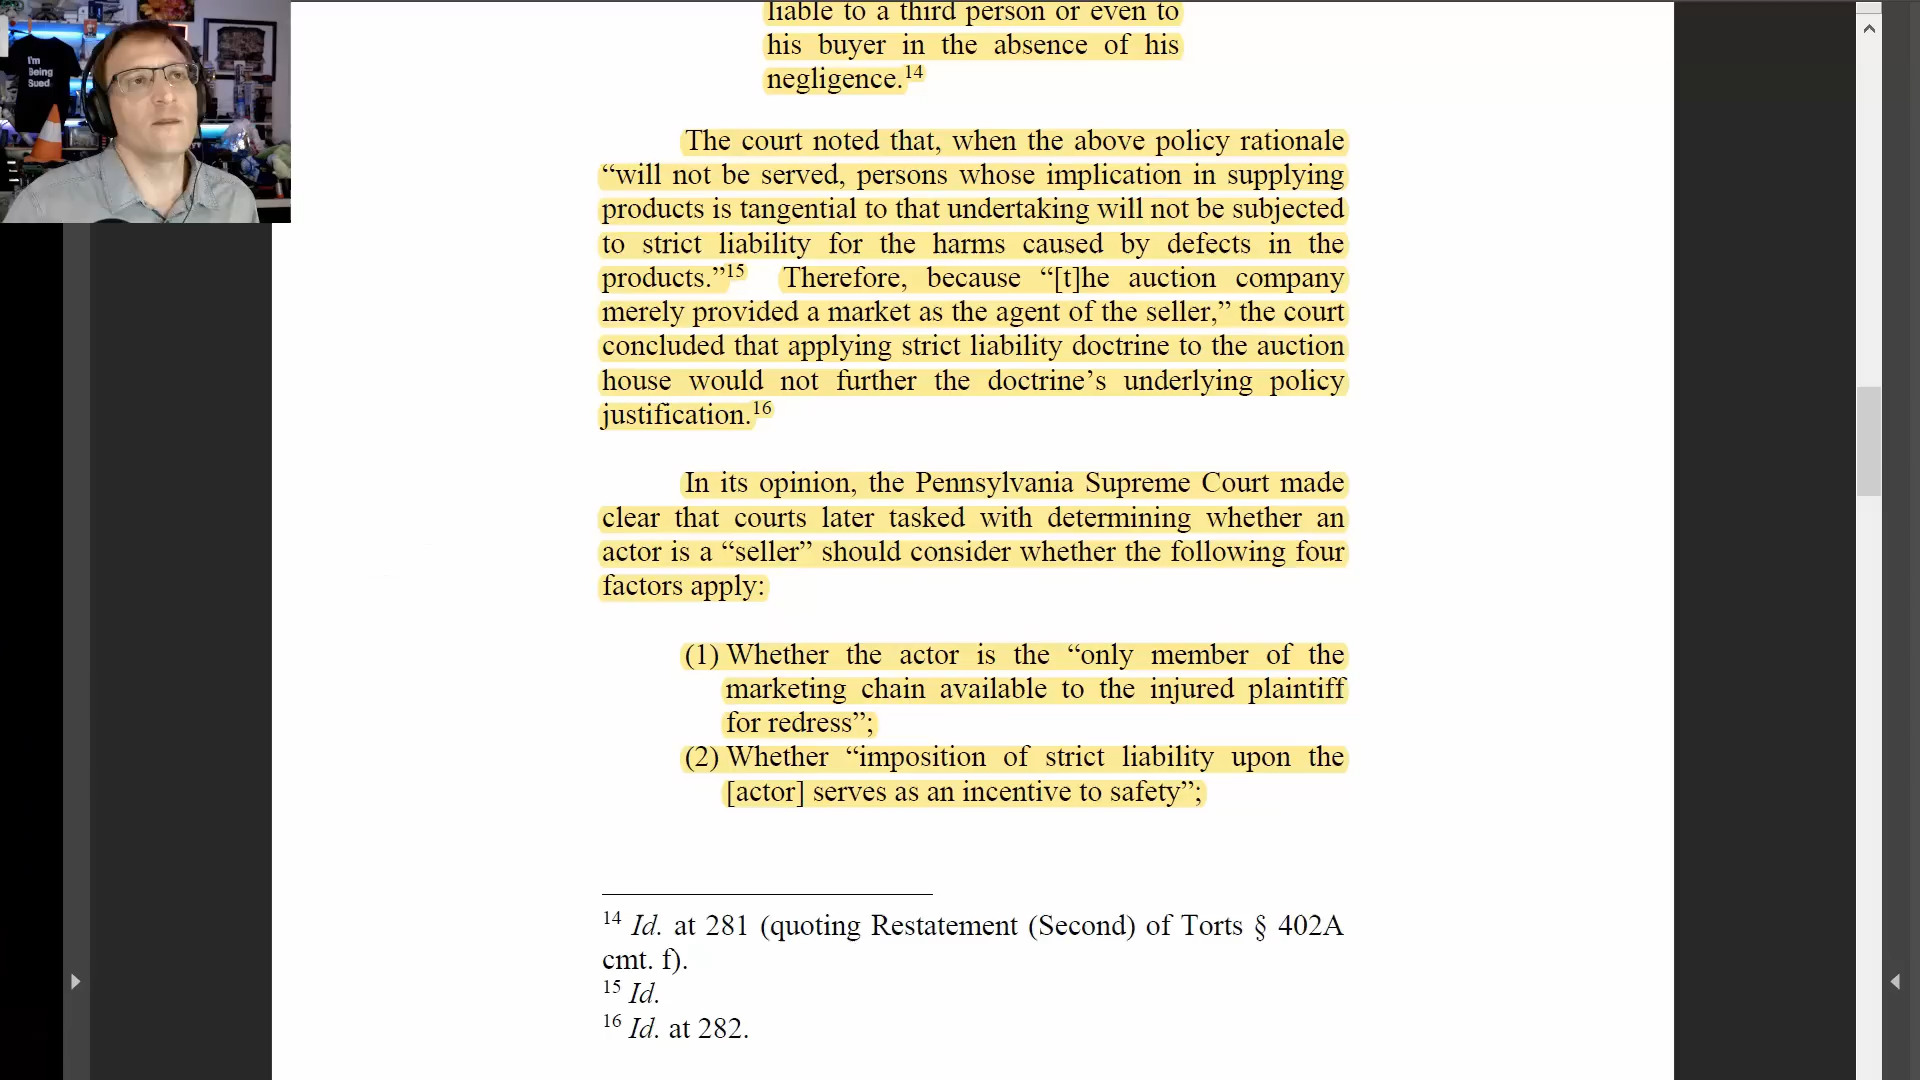 I'm
Being
Sued.
liable to a third person or even to
his buyer in the absence of his
negligence.14
The court noted that, when the above policy rationale
“will not be served, persons whose implication in supplying
products is tangential to that undertaking will not be subjected
to strict liability for the harms caused by defects in the
products.”15 Therefore, because “[t]he auction company
merely provided a market as the agent of the seller,” the court
concluded that applying strict liability doctrine to the auction
house would not further the doctrine’s underlying policy
justification.16
In its opinion, the Pennsylvania Supreme Court made
clear that courts later tasked with determining whether an
actor is a “seller” should consider whether the following four
factors apply:
(1) Whether the actor is the “only member of the
marketing chain available to the injured plaintiff
for redress”;
(2) Whether “imposition of strict liability upon the
[actor] serves as an incentive to safety”;
14 Id. at 281 (quoting Restatement (Second) of Torts § 402A
cmt. f).
15 Id.
16 Id. at 282.